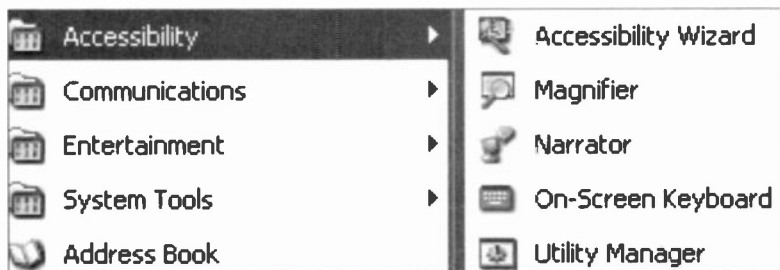 Accessibility
Communications
Entertainment
System Tools
Address Book
Accessibility Wizard
Magnifier
Narrator
On-Screen Keyboard
Utility Manager